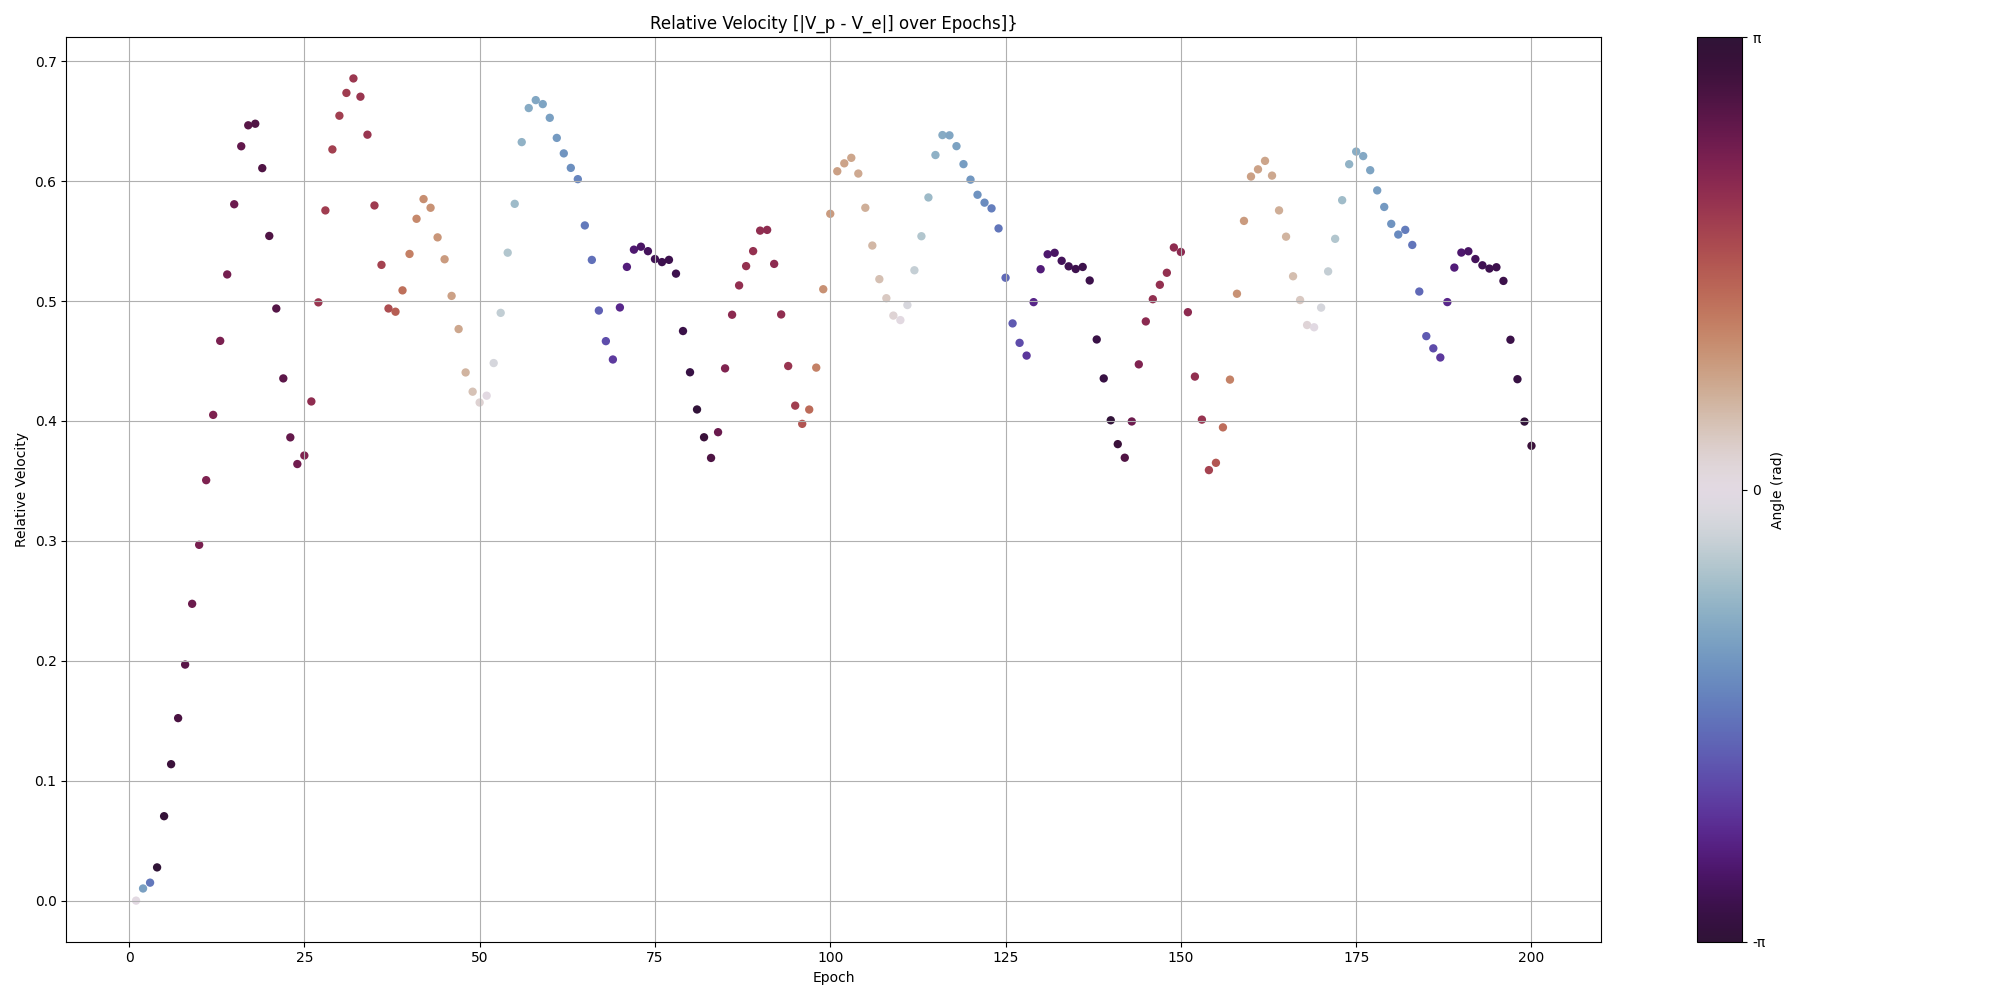 Relative Velocity [|V_p - V_e|] over Epochs]}
0.7
0.6
0.5
0.4
0.3
0.2
0.1
0.0
Relative Velocity
0 25 50 75 100 125 150 175 200
Epoch
π
0
-π
Angle (rad)